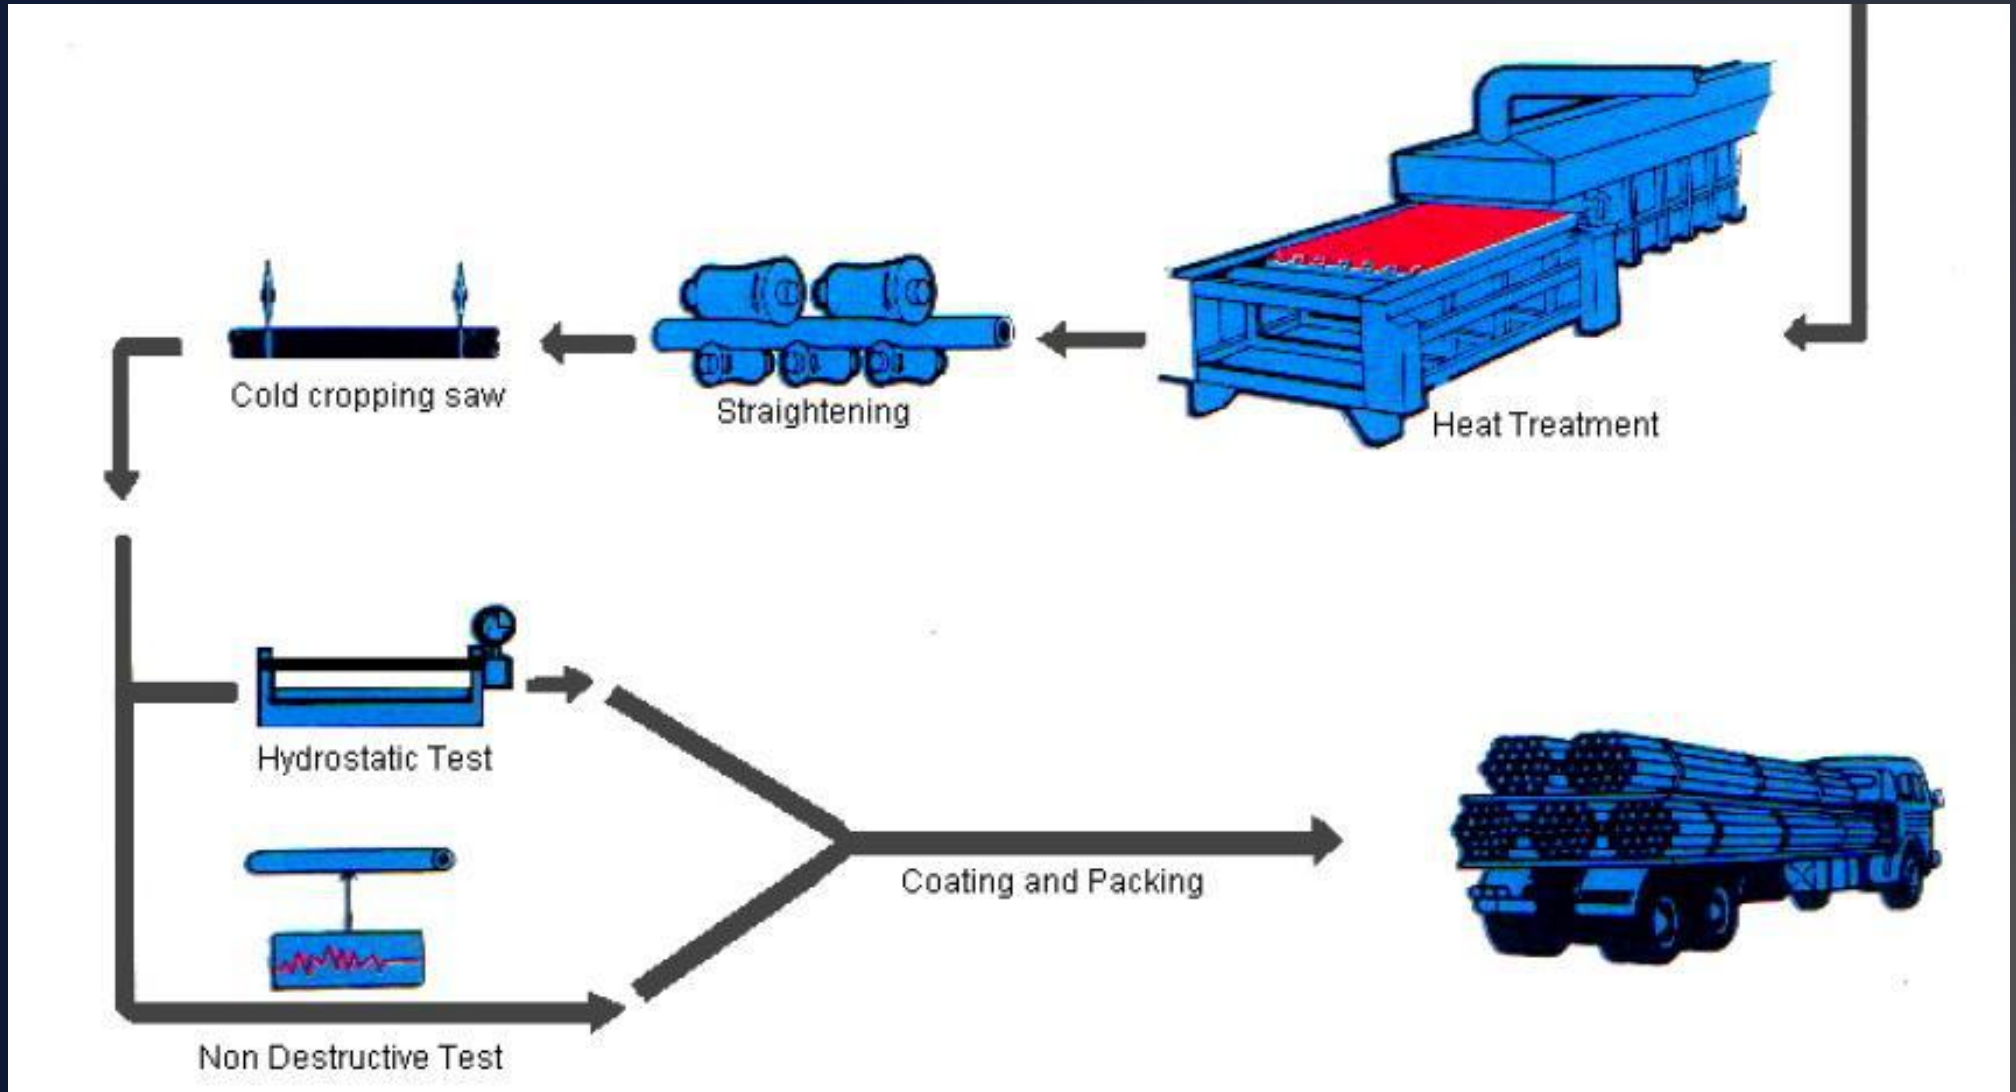 Heat Treatment
Straightening
Cold cropping saw
Hydrostatic Test
Coating and Packing
Non Destructive Test